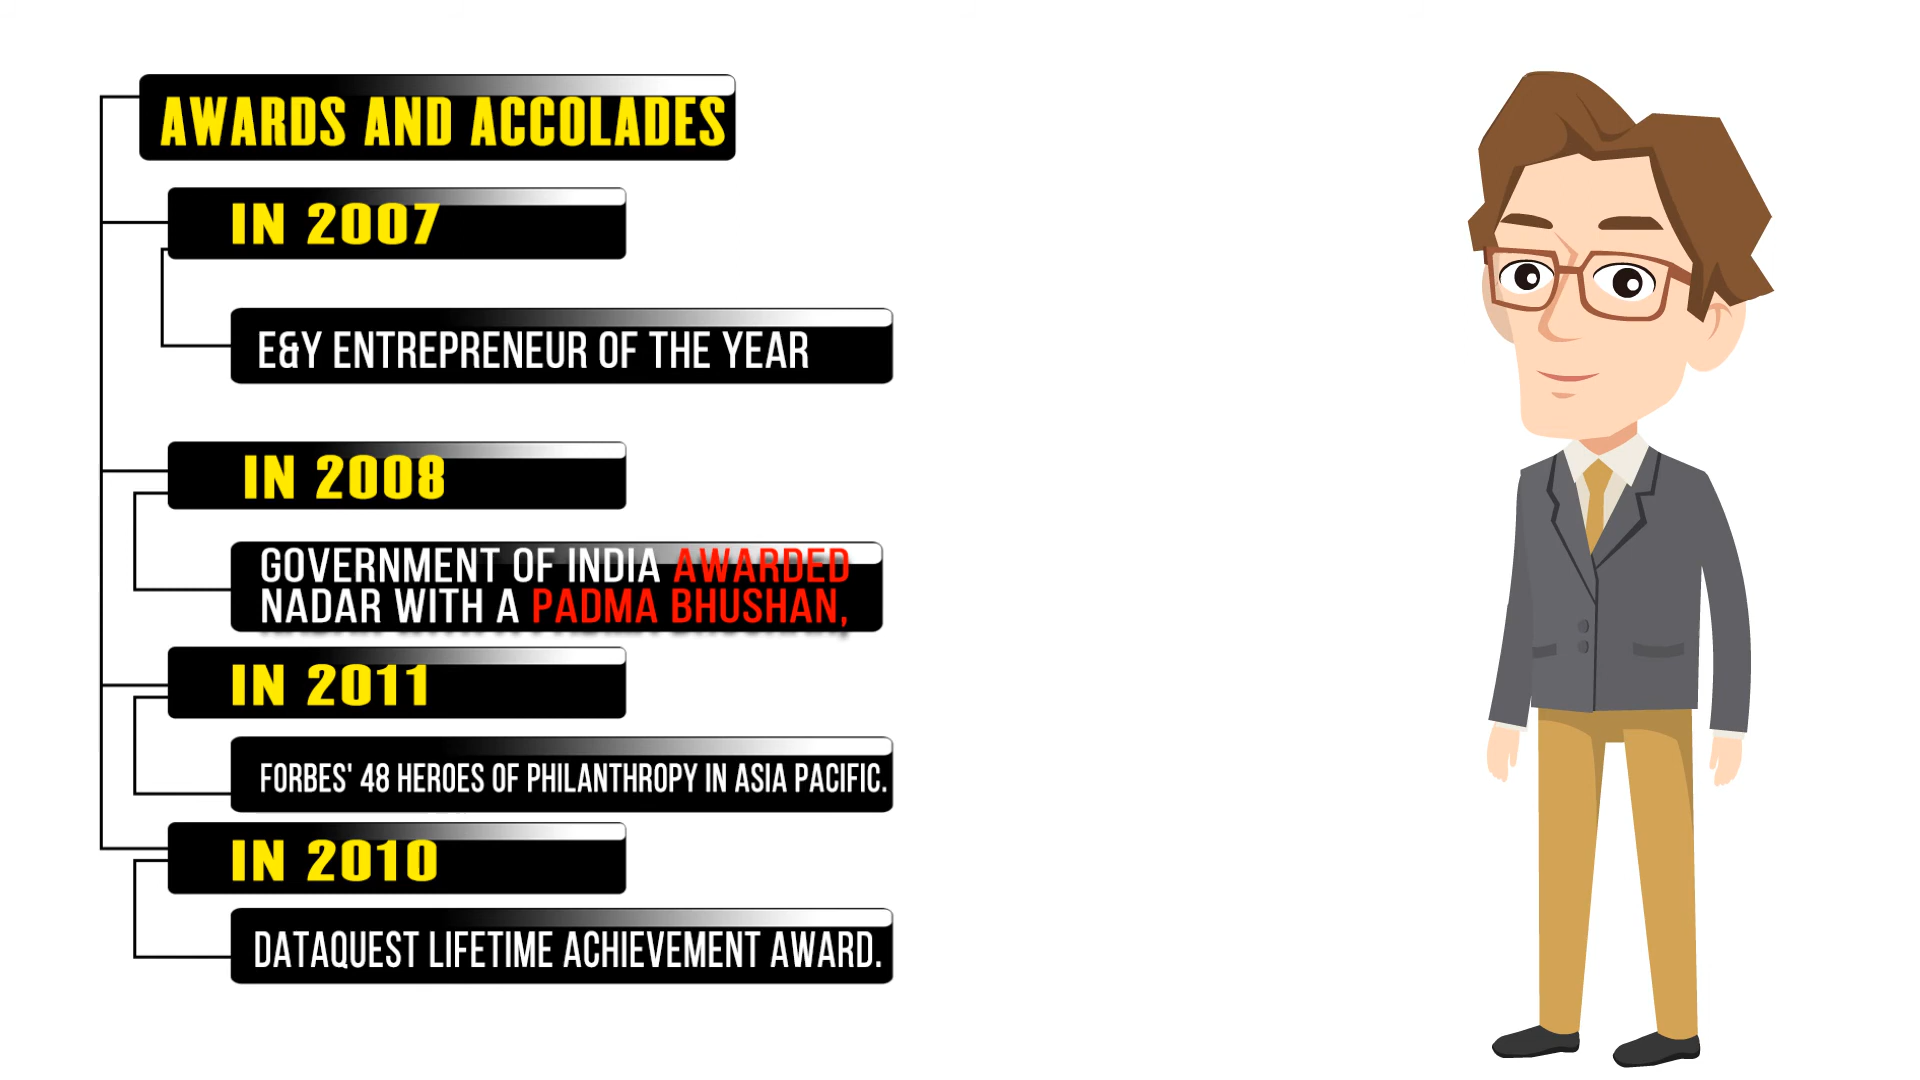 AWARDS AND ACCOLADES
IN 2007
E&Y ENTREPRENEUR OF THE YEAR
IN 2008
GOVERNMENT OF INDIA AWARDED
NADAR WITH A PADMA BHUSHAN,
IN 2011
FORBES' 48 HEROES OF PHILANTHROPY IN ASIA PACIFIC.
IN 2010
DATAQUEST LIFETIME ACHIEVEMENT AWARD.